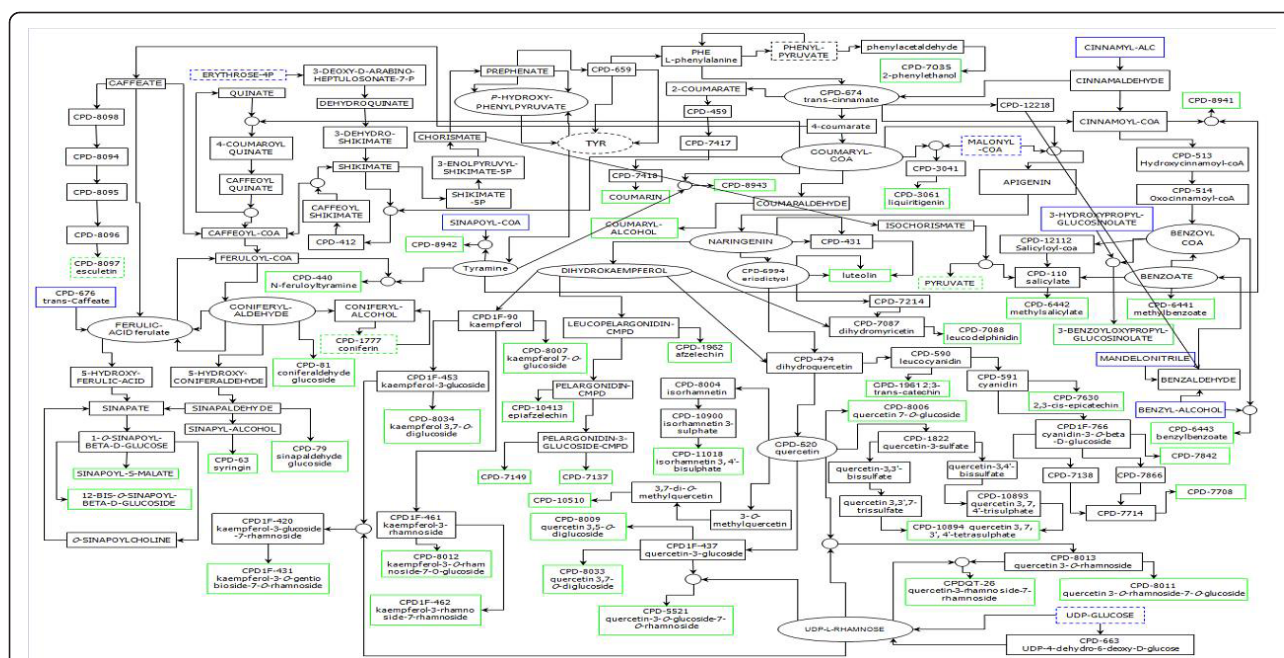 CAFFEATE
ERYTHROSE-4P
3-DEOXY-D-ARABINO-
HEPTULOSONATE-7-P
PREPHENATE
CPD-659
PHE
L-phenylalanine
PHENYL-
PYRUVATE
phenylacetaldehyde
CPD-7035
2-phenylethanol
CINNAMYL-ALC
CINNAMALDEHYDE
QUINATE
DEHYDROQUINATE
P-HYDROXY-
PHENYLPYRUVATE
2-COUMARATE
CPD-674
trans-cinnamate
CPD-12218
CPD-8941
CPD-8098
CPD-459
4-coumarate
CINNAMOYL-COA
4-COUMAROYL
QUINATE
3-DEHYDRO-
SHIKIMATE
CHORISMATE
TYR
CPD-7417
COUMARYL-
COA
MALONYL
-COA
CPD-513
Hydroxycinnamoyl-coA
CPD-8094
SHIKIMATE
3-ENOLPYRUVYL-
SHIKIMATE-5P
CPD-7418
CPD-8943
CPD-3041
APIGENIN
CPD-514
Oxocinnamoyl-coA
CPD-8095
CAFFEOYL
QUINATE
CAFFEOYL
SHIKIMATE
SHIKIMATE
-5P
COUMARIN
COUMARALDEHYDE
CPD-3061
liquiritigenin
3-HYDROXYPROPYL-
GLUCOSINOLATE
CPD-8096
CAFFEOYL-COA
CPD-412
SINAPOYL-COA
COUMARYL-
ALCOHOL
ISOCHORISMATE
BENZOYL
COA
CPD-8942
NARINGENIN
CPD-431
CPD-12112
Salicyloyl-coa
CPD-8097
esculetin
FERULOYL-COA
Tyramine
CPD-6994
eriodictyol
luteolin
PYRUVATE
CPD-110
salicylate
BENZOATE
CPD-440
N-feruloyltyramine
DIHYDROKAEMPFEROL
CPD-6442
methylsalicylate
CPD-6441
methylbenzoate
CPD-676
trans-Caffeate
CONIFERYL-
ALDEHYDE
CONIFERYL-
ALCOHOL
CPD-7214
FERULIC-
ACID ferulate
CPD1F-90
kaempferol
LEUCOPELARGONIDIN-
CMPD
CPD-7087
dihydromyricetin
CPD-7088
leucodelphinidin
3-BENZOYLOXYPROPYL-
GLUCOSINOLATE
CPD-1777
coniferin
CPD-8007
kaempferol 7-O-
glucoside
CPD-1962
afzelechin
CPD-474
dihydroquercetin
CPD-590
leucocyanidin
MANDELONITRILE
5-HYDROXY-
FERULIC-ACID
5-HYDROXY-
CONIFERALDEHYDE
CPD-81
coniferaldehyde
glucoside
CPD1F-453
kaempferol-3-glucoside
PELARGONIDIN-
CMPD
CPD-8004
isorhamnetin
CPD-1961 2,3-
trans-catechin
CPD-591
cyanidin
BENZALDEHYDE
SINAPATE
SINAPALDEHYDE
CPD-8034
kaempferol 3,7-O-
diglucoside
CPD-10413
epiafzelechin
CPD-10900
isorhamnetin 3-
sulphate
CPD-8006
quercetin 7-O-glucoside
CPD-7630
2,3-cis-epicatechin
BENZYL-ALCOHOL
1-O-SINAPOYL-
BETA-D-GLUCOSE
SINAPYL-ALCOHOL
PELARGONIDIN-3-
GLUCOSIDE-CMPD
CPD-11018
isorhamnetin 3, 4'-
bisulphate
CPD-520
quercetin
CPD-1822
quercetin-3-sulfate
CPD1F-766
cyanidin-3-O-beta
-D-glucoside
CPD-6443
benzylbenzoate
SINAPOYL-S-MALATE
CPD-63
syringin
CPD-79
sinapaldehyde
glucoside
CPD-7149
CPD-7137
quercetin-3,3'-
bissulfate
quercetin-3,4'-
bissulfate
CPD-7842
CPD-7138
CPD-7866
12-BIS-O-SINAPOYL-
BETA-D-GLUCOSIDE
CPD-10510
3,7-di-O-
methylquercetin
quercetin 3,3',7-
trissulfate
CPD-10893
quercetin 3,7,
4'-trisulphate
CPD-7708
CPD-7714
O-SINAPOYLCHOLINE
CPD1F-420
kaempferol-3-glucoside
-7-rhamnoside
CPD1F-461
kaempferol-3-
rhamnoside
CPD-8009
quercetin 3,5-O-
diglucoside
3-O-
methylquercetin
CPD-10894 quercetin 3, 7,
3', 4'-tetrasulphate
CPD1F-437
quercetin-3-glucoside
CPD1F-431
kaempferol-3-O-gentio
bioside-7-O-rhamnoside
CPD-8012
kaempferol-3-O-rham
noside-7-O-glucoside
CPD-8033
quercetin 3,7-
O-diglucoside
CPD-8013
quercetin 3-O-rhamnoside
CPD1F-462
kaempferol-3-rhamno
side-7-rhamnoside
CPD-5521
quercetin-3-O-glucoside-7-
O-rhamnoside
CPDQT-26
quercetin-3-rhamno side-7-
rhamnoside
CPD-8011
quercetin 3-O-rhamnoside-7-O-glucoside
UDP-L-RHAMNOSE
UDP-GLUCOSE
CPD-663
UDP-4-dehydro-6-deoxy-D-glucose